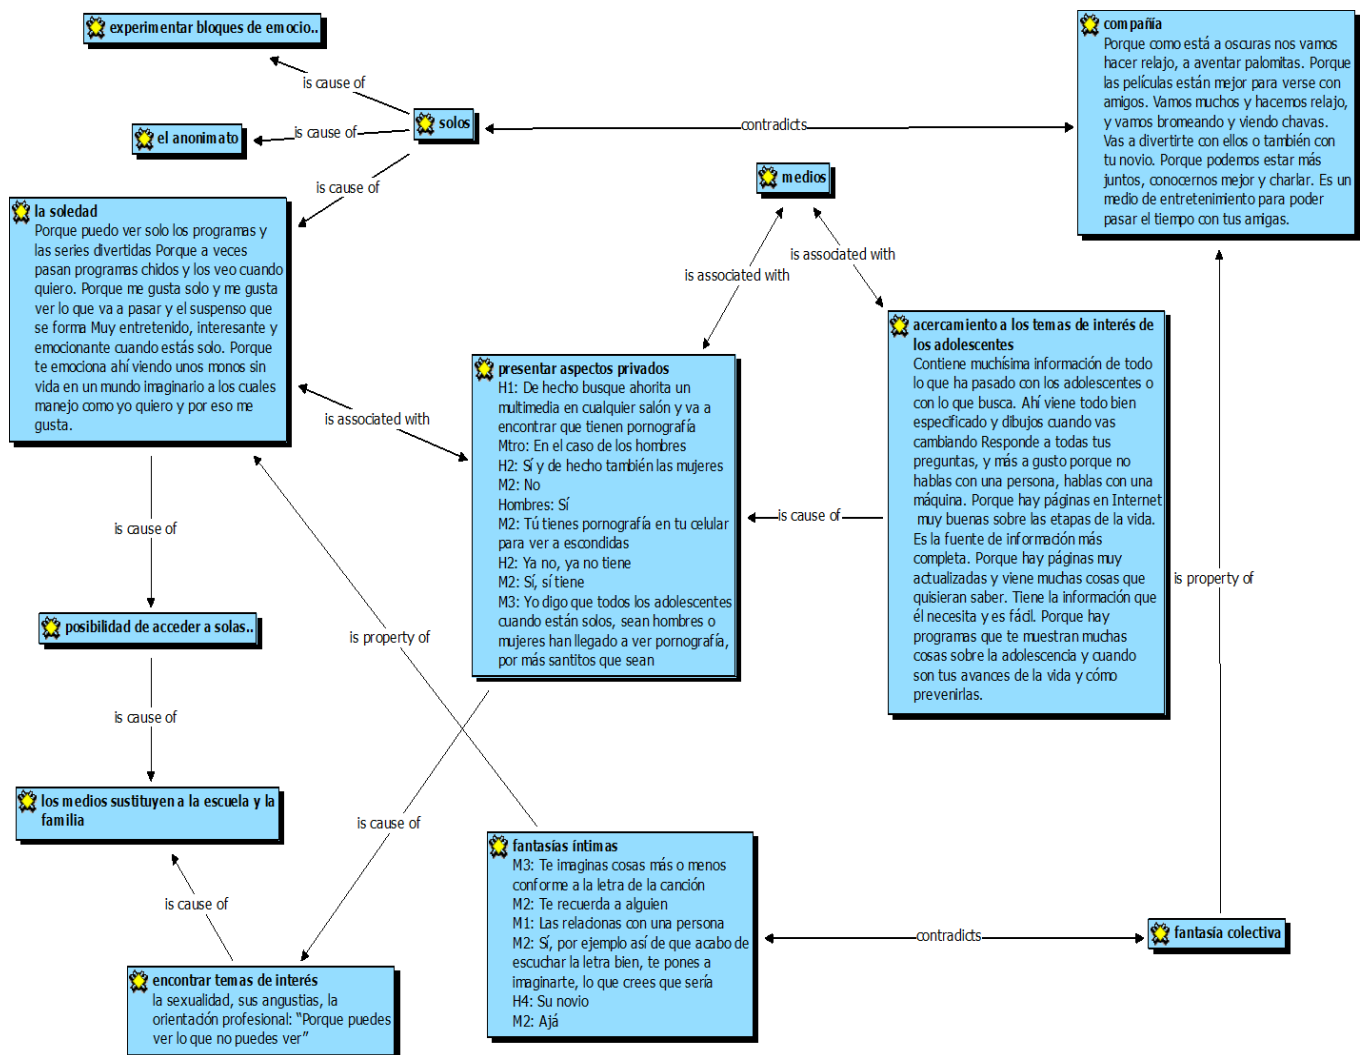 experimentar bloques de emocio..
is cause of
solos
is cause of
el anonimato
is cause of
contradicts
compañía
Porque como está a oscuras nos vamos
hacer relajo, a aventar palomitas. Porque
las películas están mejor para verse con
amigos. Vamos muchos y hacemos relajo,
y vamos bromeando y viendo chavas.
Vas a divertirte con ellos o también con
tu novio. Porque podemos estar más
juntos, conocernos mejor y charlar. Es un
medio de entretenimiento para poder
pasar el tiempo con tus amigas.
medios
is associated with
is associated with
la soledad
Porque puedo ver solo los programas y
las series divertidas Porque a veces
pasan programas chidos y los veo cuando
quiero. Porque me gusta solo y me gusta
ver lo que va a pasar y el suspenso que
se forma Muy entretenido, interesante y
emocionante cuando estás solo. Porque
te emociona ahí viendo unos monos sin
vida en un mundo imaginario a los cuales
manejo como yo quiero y por eso me
gusta.
is associated with
presentar aspectos privados
H1: De hecho busque ahorita un
multimedia en cualquier salón y va a
encontrar que tienen pornografía
Mtro: En el caso de los hombres
H2: Sí y de hecho también las mujeres
M2: No
Hombres: Sí
M2: Tú tienes pornografía en tu celular
para ver a escondidas
H2: Ya no, ya no tiene
M2: Sí, sí tiene
M3: Yo digo que todos los adolescentes
cuando están solos, sean hombres o
mujeres han llegado a ver pornografía,
por más santitos que sean
is cause of
acercamiento a los temas de interés de
los adolescentes
Contiene muchísima información de todo
lo que ha pasado con los adolescentes o
con lo que busca. Ahí viene todo bien
especificado y dibujos cuando vas
cambiando Responde a todas tus
preguntas, y más a gusto porque no
hablas con una persona, hablas con una
máquina. Porque hay páginas en Internet
muy buenas sobre las etapas de la vida.
Es la fuente de información más
completa. Porque hay páginas muy
actualizadas y viene muchas cosas que
quisieran saber. Tiene la información que
él necesita y es fácil. Porque hay
programas que te muestran muchas
cosas sobre la adolescencia y cuando
son tus avances de la vida y cómo
prevenirlas.
is property of
is cause of
posibilidad de acceder a solas..
is property of
is cause of
los medios sustituyen a la escuela y la
familia
is cause of
is cause of
encontrar temas de interés
la sexualidad, sus angustias, la
orientación profesional: “Porque puedes
ver lo que no puedes ver”
fantasías íntimas
M3: Te imaginas cosas más o menos
conforme a la letra de la canción
M2: Te recuerda a alguien
M1: Las relacionas con una persona
M2: Sí, por ejemplo así de que acabo de
escuchar la letra bien, te pones a
imaginarte, lo que crees que sería
H4: Su novio
M2: Ajá
contradicts
fantasía colectiva